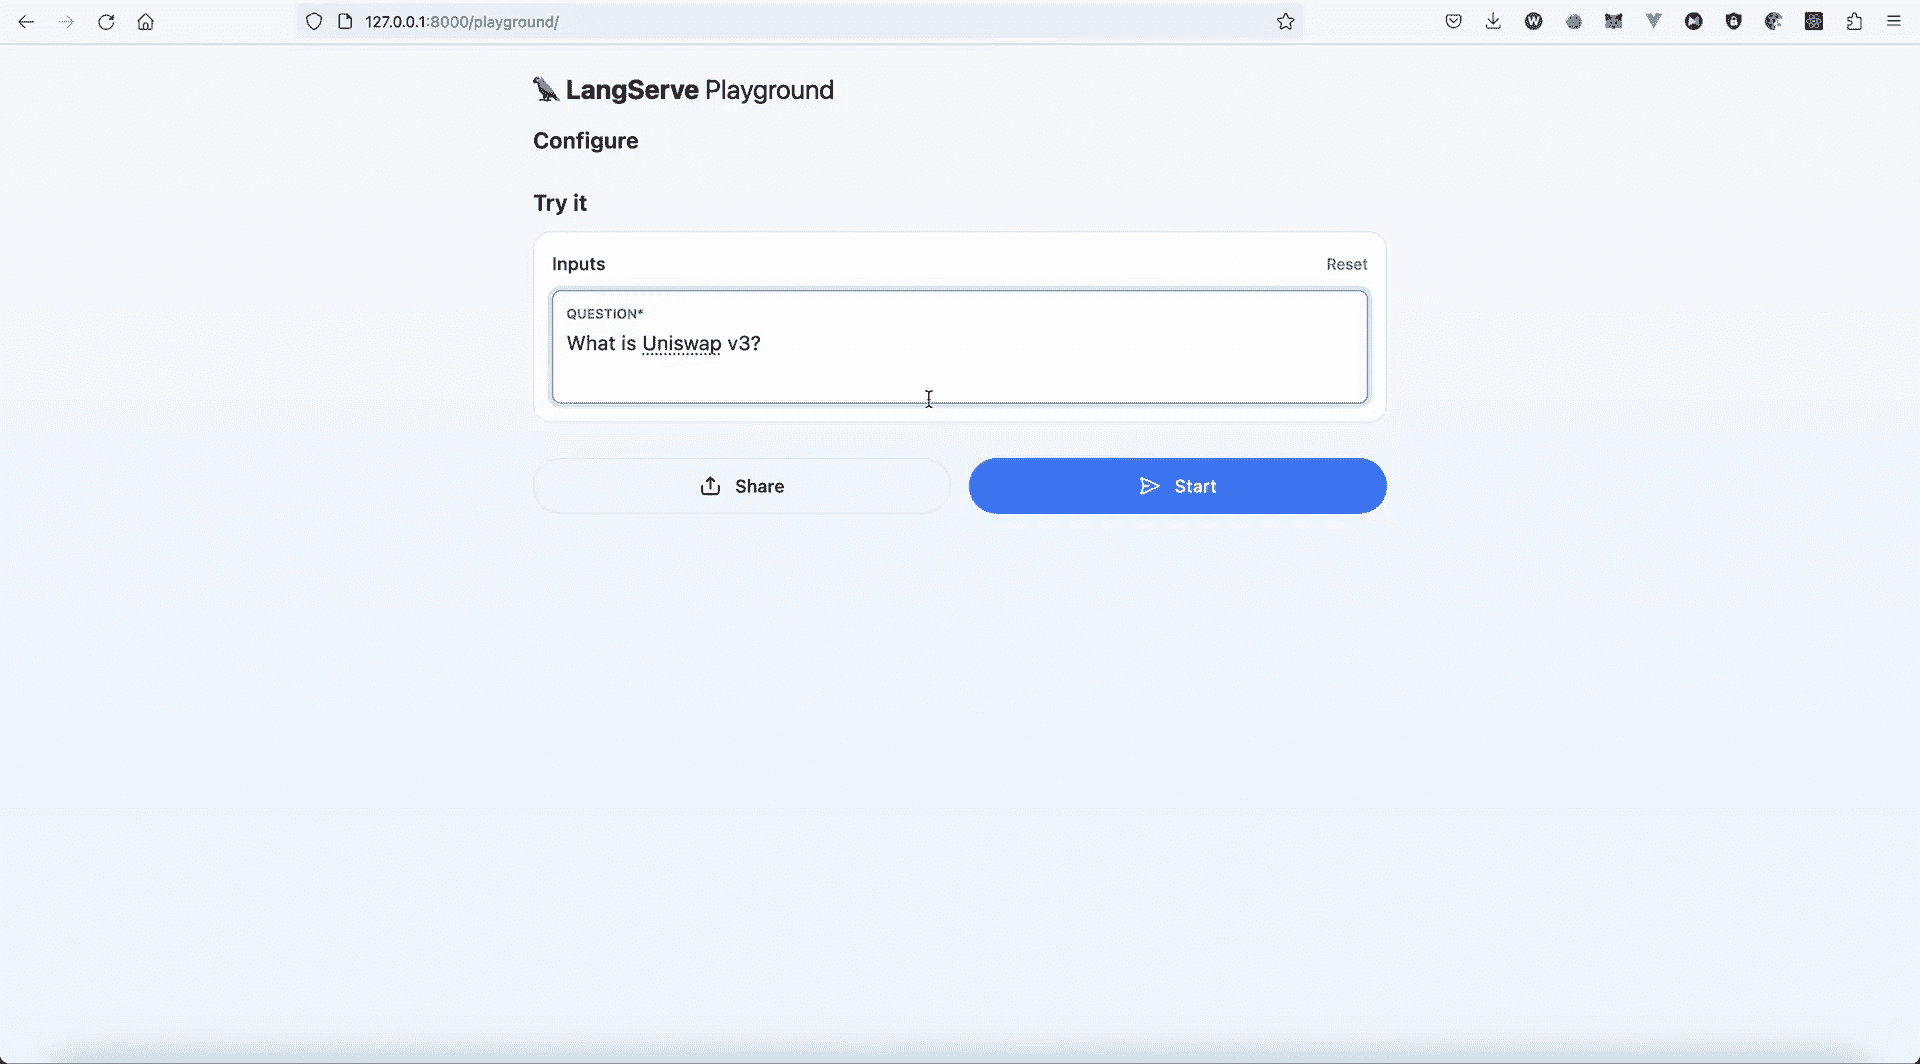 127.0.0.1:8000/playground/
LangServe Playground
Configure
Try it
Inputs
Reset
QUESTION*
What is Uniswap v3?
Share
Start